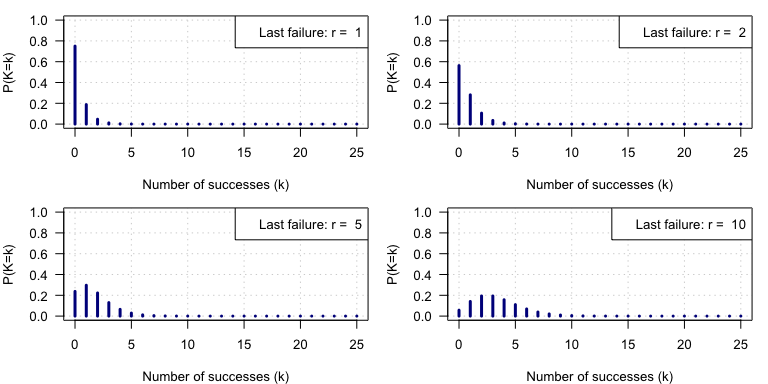 Last failure: r =  1
P(K=k)
1.0
0.8
0.6
0.4
0.2
0.0
0 5 10 15 20 25
Number of successes (k)
Last failure: r =  2
P(K=k)
1.0
0.8
0.6
0.4
0.2
0.0
0 5 10 15 20 25
Number of successes (k)
Last failure: r =  5
P(K=k)
1.0
0.8
0.6
0.4
0.2
0.0
0 5 10 15 20 25
Number of successes (k)
Last failure: r =  10
P(K=k)
1.0
0.8
0.6
0.4
0.2
0.0
0 5 10 15 20 25
Number of successes (k)